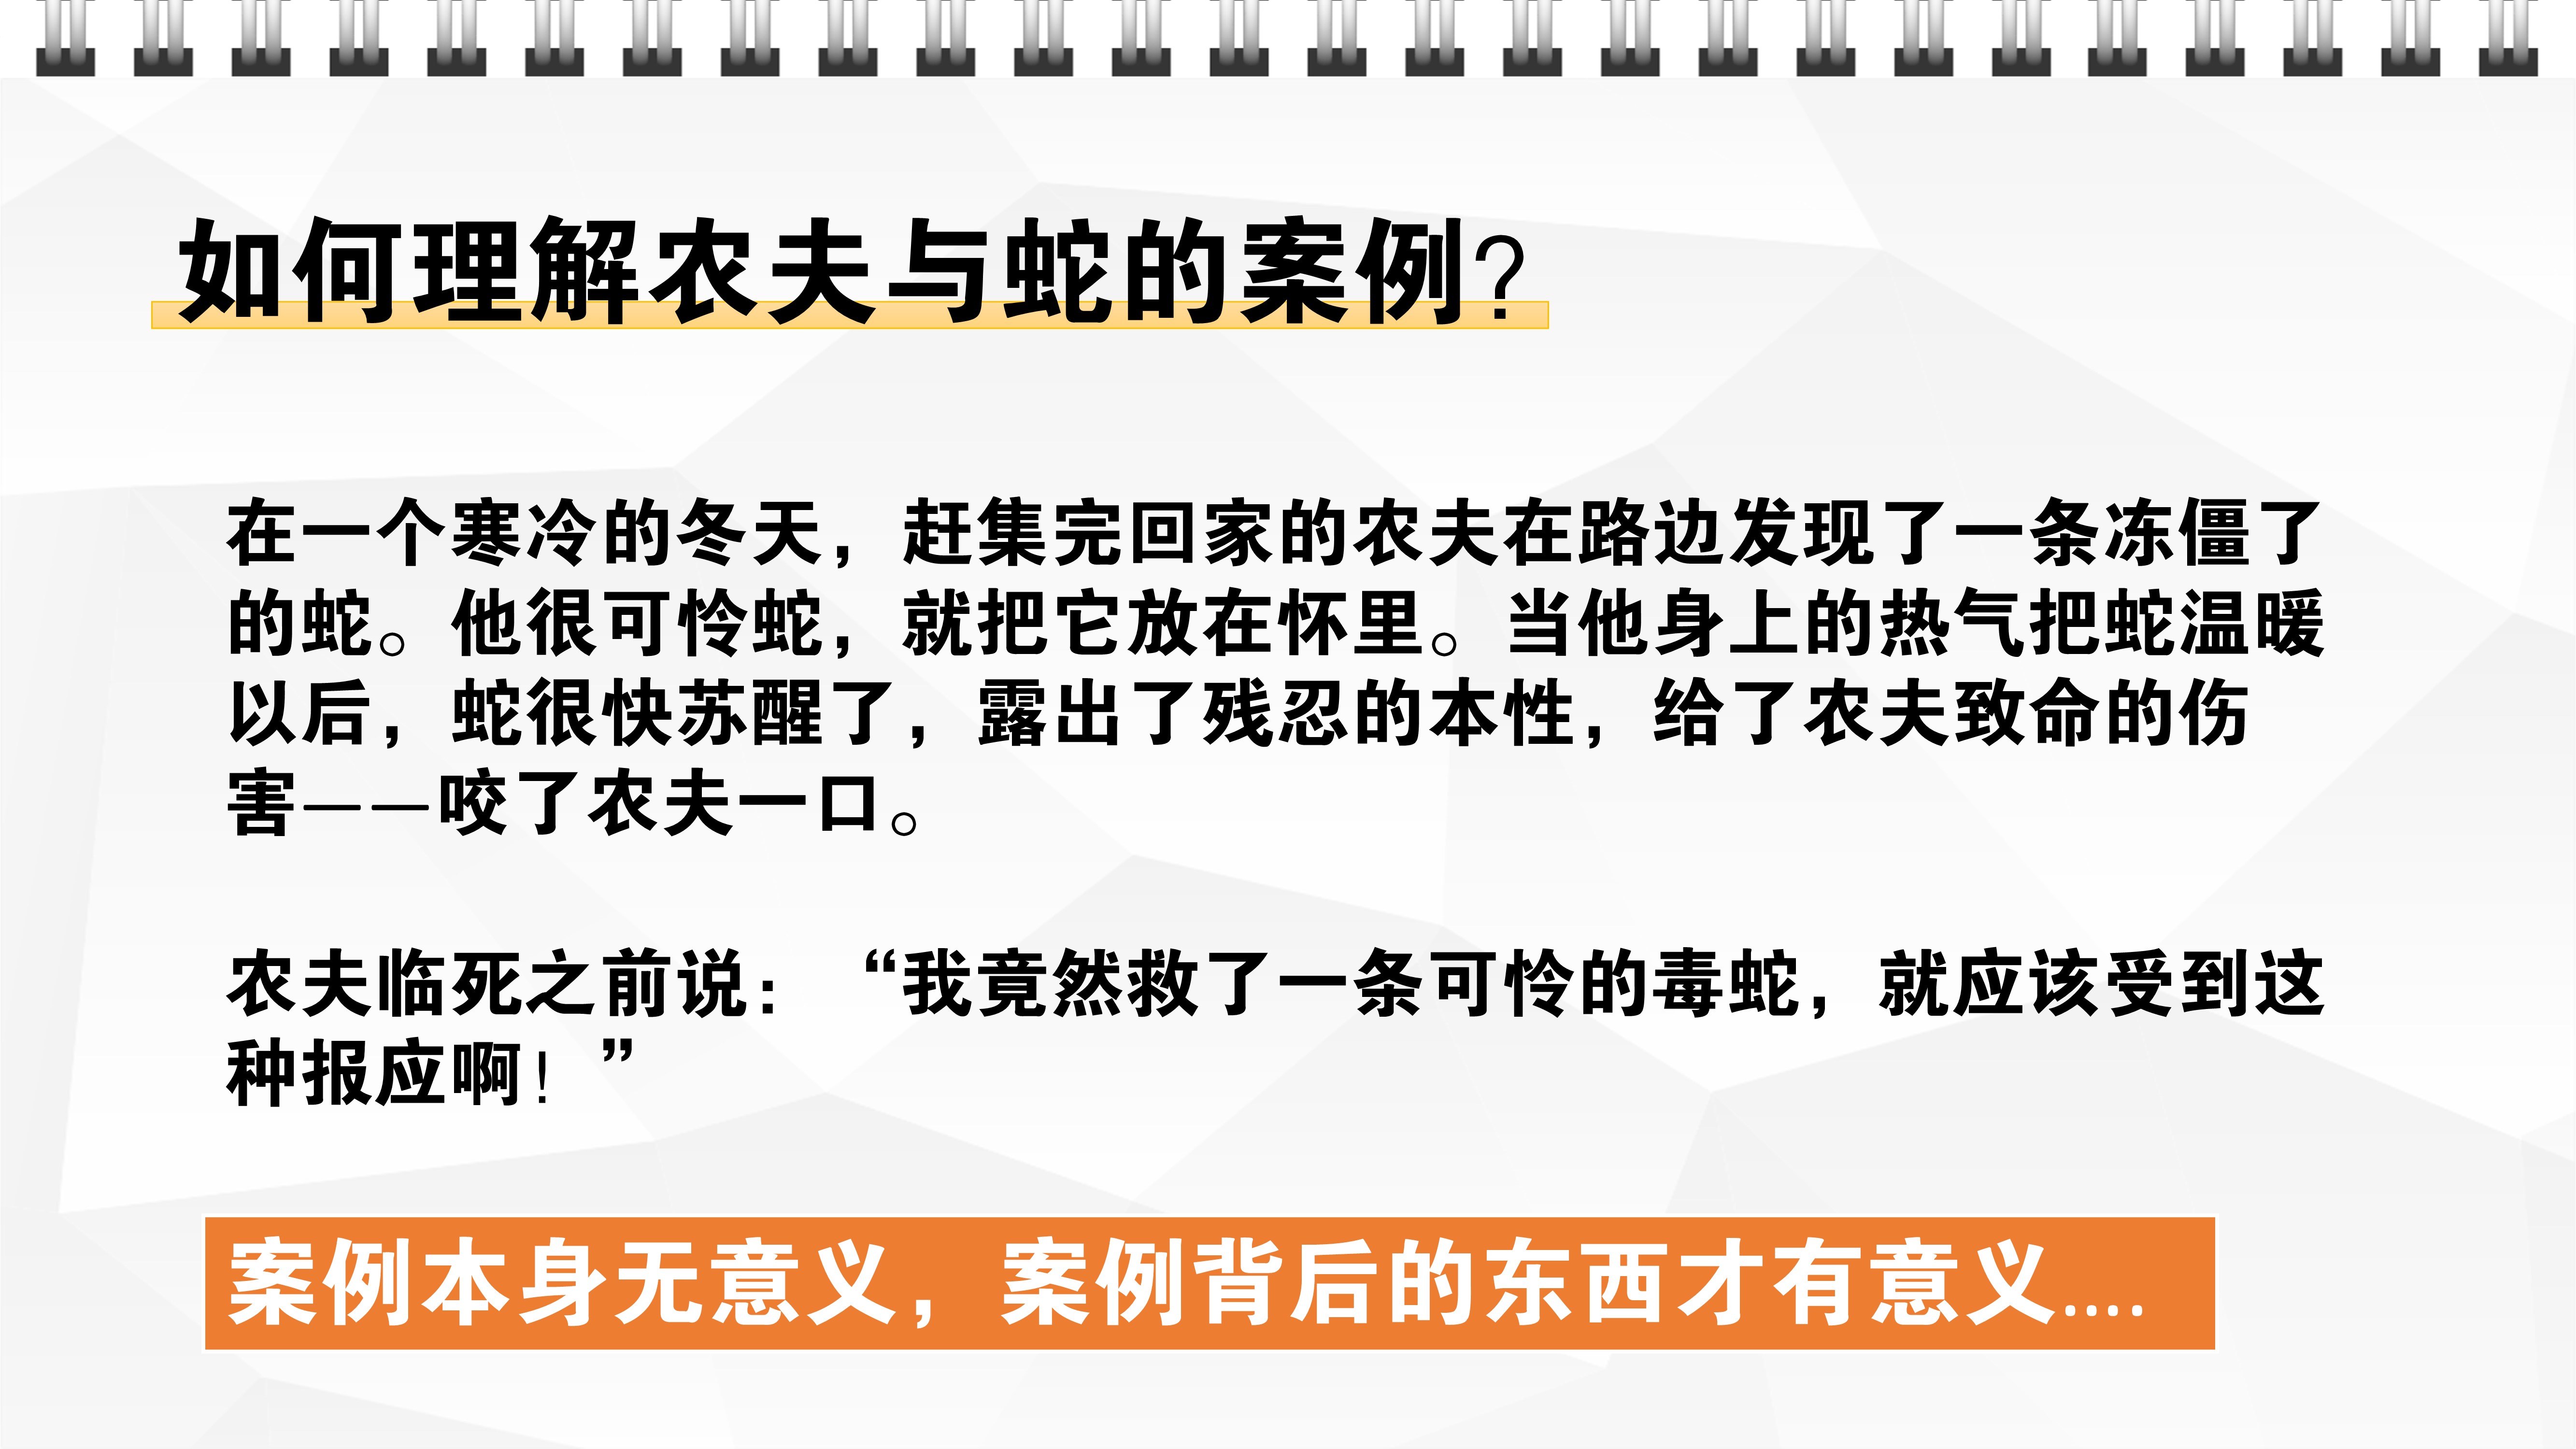 如何理解农夫与蛇的案例？
在一个寒冷的冬天，赶集完回家的农夫在路边发现了一条冻僵了
的蛇。他很可怜蛇，就把它放在怀里。当他身上的热气把蛇温暖
以后，蛇很快苏醒了，露出了残忍的本性，给了农夫致命的伤
害——咬了农夫一口。
农夫临死之前说：“我竟然救了一条可怜的毒蛇，就应该受到这
种报应啊！”
案例本身无意义，案例背后的东西才有意义....